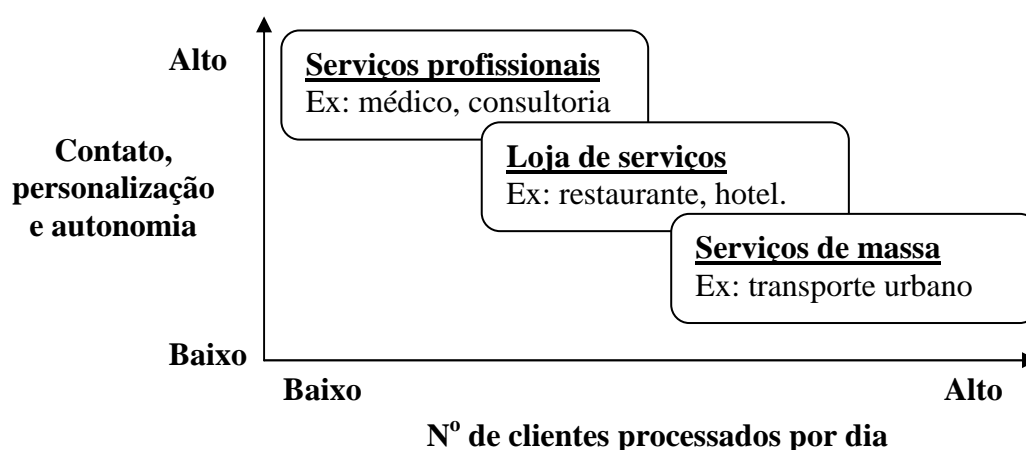 Alto
Serviços profissionais
Ex: médico, consultoria
Contato,
personalização
e autonomia
Loja de serviços
Ex: restaurante, hotel.
Serviços de massa
Ex: transporte urbano
Baixo
Baixo
Alto
Nº de clientes processados por dia